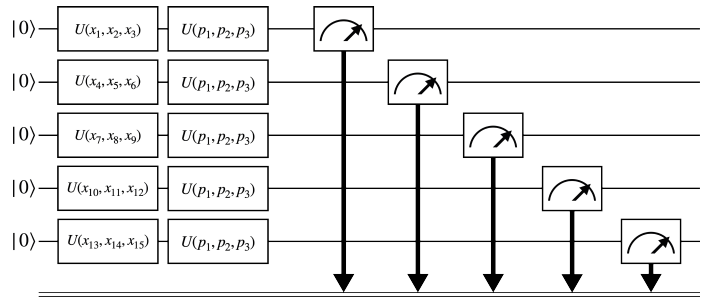 |0⟩ U(x₁, x₂, x₃) U(p₁, p₂, p₃)
|0⟩ U(x₄, x₅, x₆) U(p₁, p₂, p₃)
|0⟩ U(x₇, x₈, x₉) U(p₁, p₂, p₃)
|0⟩ U(x₁₀, x₁₁, x₁₂) U(p₁, p₂, p₃)
|0⟩ U(x₁₃, x₁₄, x₁₅) U(p₁, p₂, p₃)